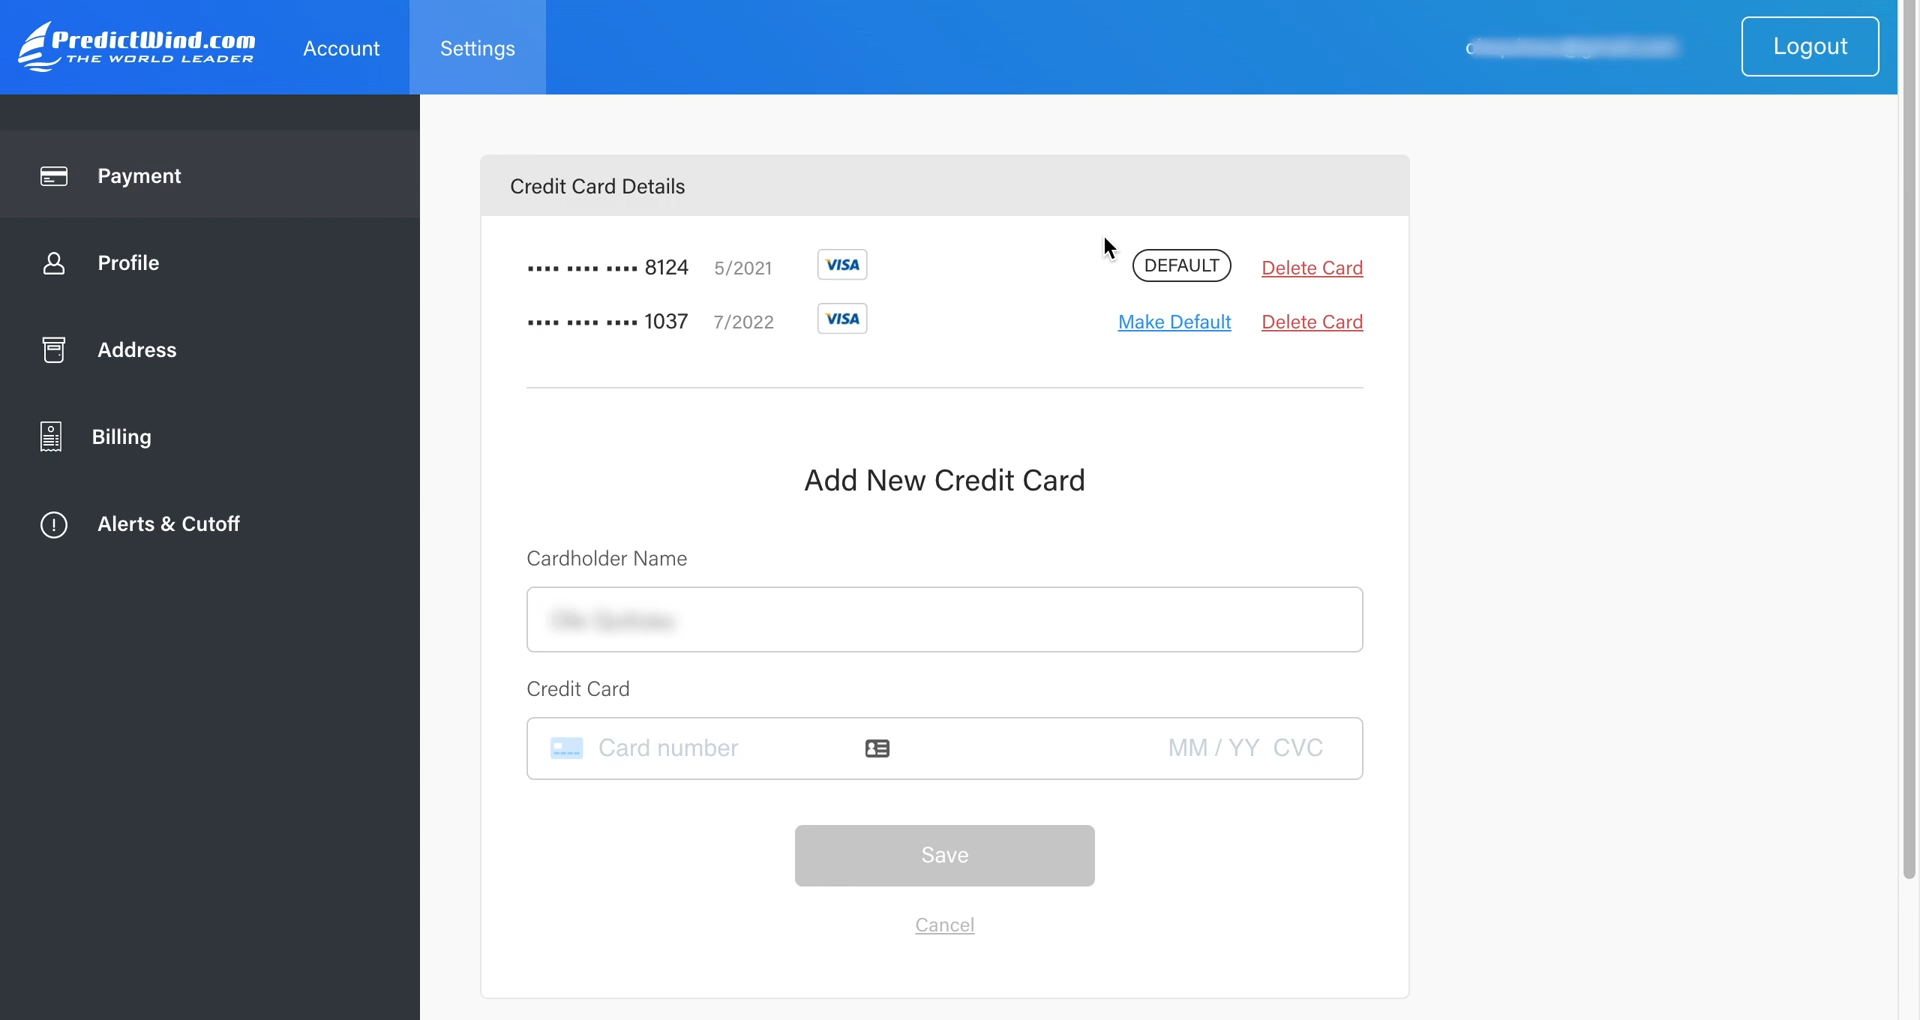 PredictWind.com
THE WORLD LEADER
Account
Settings
Logout
Payment
Profile
Address
Billing
Alerts & Cutoff
Credit Card Details
•••• •••• •••• 8124 5/2021 VISA DEFAULT Delete Card
•••• •••• •••• 1037 7/2022 VISA Make Default Delete Card
Add New Credit Card
Cardholder Name
Credit Card
Card number MM / YY CVC
Save
Cancel